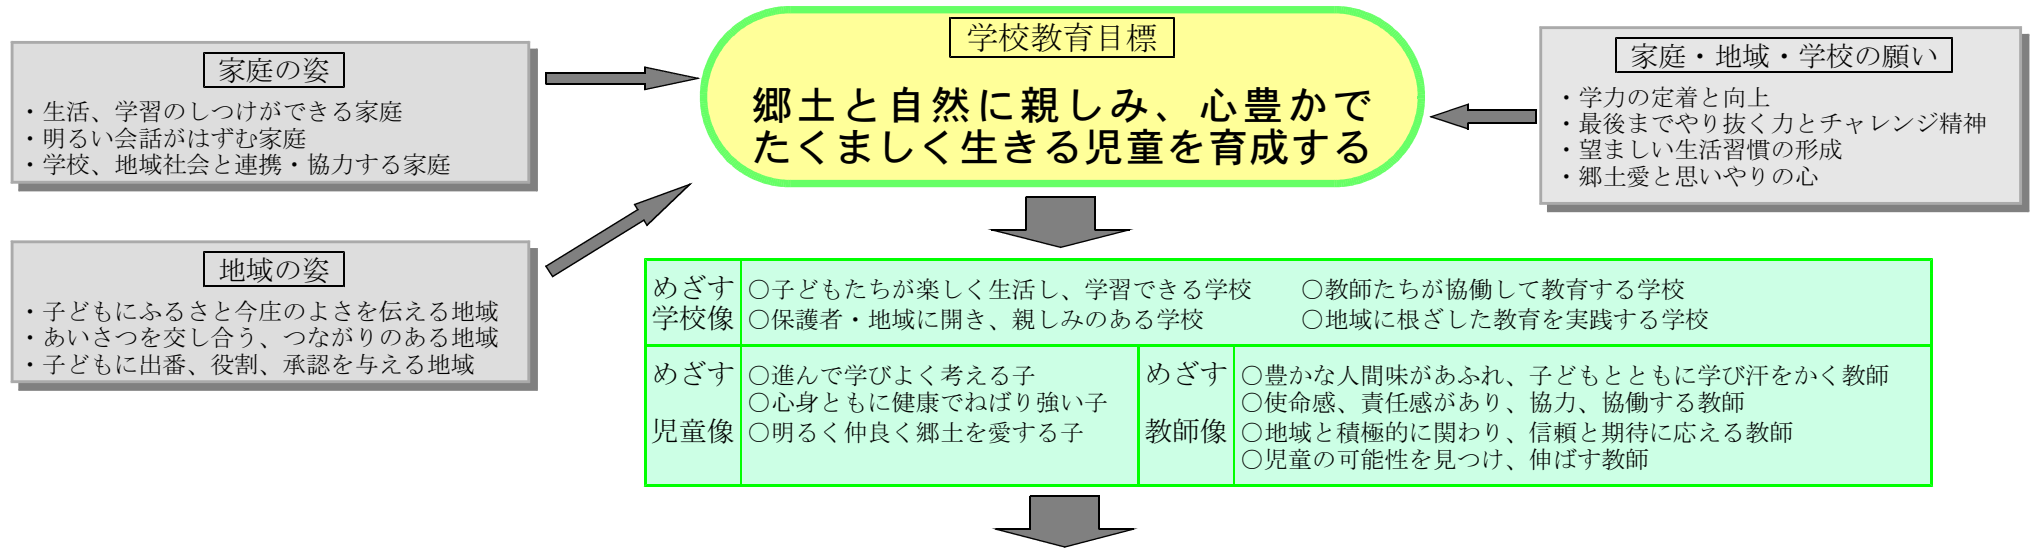 学校教育目標
郷土と自然に親しみ、心豊かで
たくましく生きる児童を育成する
家庭の姿
・生活、学習のしつけができる家庭
・明るい会話がはずむ家庭
・学校、地域社会と連携・協力する家庭
家庭・地域・学校の願い
・学力の定着と向上
・最後までやり抜く力とチャレンジ精神
・望ましい生活習慣の形成
・郷土愛と思いやりの心
地域の姿
・子どもにふるさと今庄のよさを伝える地域
・あいさつを交し合う、つながりのある地域
・子どもに出番、役割、承認を与える地域
めざす
学校像
○子どもたちが楽しく生活し、学習できる学校
○教師たちが協働して教育する学校
○保護者・地域に開き、親しみのある学校
○地域に根ざした教育を実践する学校
めざす
児童像
○進んで学びよく考える子
○心身ともに健康でねばり強い子
○明るく仲良く郷土を愛する子
めざす
教師像
○豊かな人間味があふれ、子どもとともに学び汗をかく教師
○使命感、責任感があり、協力、協働する教師
○地域と積極的に関わり、信頼と期待に応える教師
○児童の可能性を見つけ、伸ばす教師